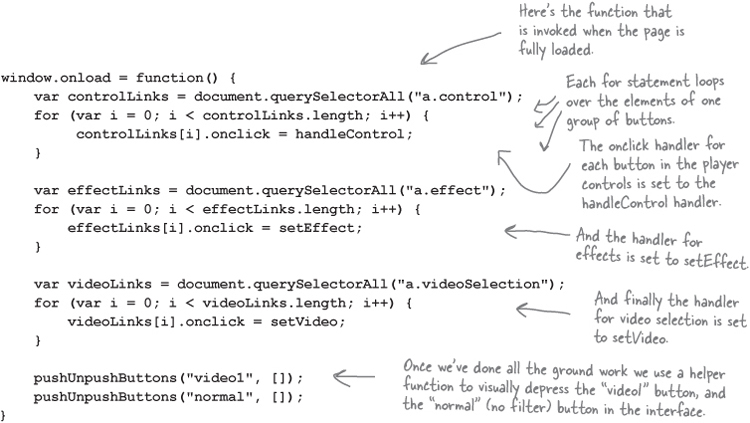 Here's the function that
is invoked when the page is
fully loaded.
window.onload = function() {
var controlLinks = document.querySelectorAll("a.control");
for (var i = 0; i < controlLinks.length; i++) {
controlLinks[i].onclick = handleControl;
}
Each for statement loops
over the elements of one
group of buttons.
The onclick handler for
each button in the player
controls is set to the
handleControl handler.
var effectLinks = document.querySelectorAll("a.effect");
for (var i = 0; i < effectLinks.length; i++) {
effectLinks[i].onclick = setEffect;
}
And the handler for
effects is set to setEffect.
var videoLinks = document.querySelectorAll("a.videoSelection");
for (var i = 0; i < videoLinks.length; i++) {
videoLinks[i].onclick = setVideo;
}
And finally the handler
for video selection is set
to setVideo.
pushUnpushButtons("video1", []);
pushUnpushButtons("normal", []);
}
Once we've done all the ground work we use a helper
function to visually depress the "video1" button, and
the "normal" (no filter) button in the interface.